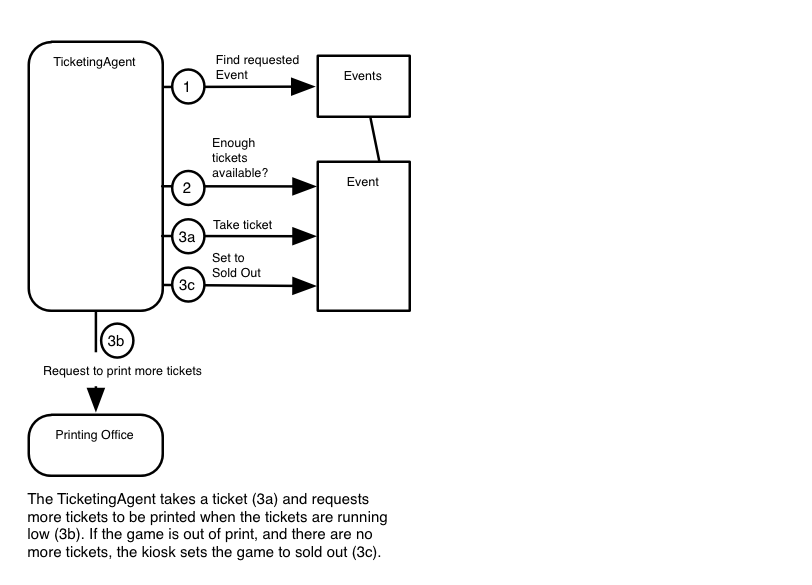 TicketingAgent
1
Find requested
Event
Events
2
Enough
tickets
available?
Event
3a
Take ticket
3c
Set to
Sold Out
3b
Request to print more tickets
Printing Office
The TicketingAgent takes a ticket (3a) and requests
more tickets to be printed when the tickets are running
low (3b). If the game is out of print, and there are no
more tickets, the kiosk sets the game to sold out (3c).